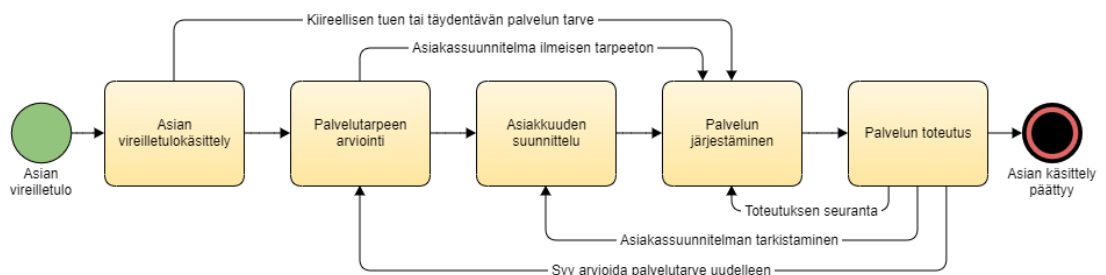 Kiireellisen tuen tai täydentävän palvelun tarve
Asiakassuunnitelma ilmeisen tarpeeton
Asian
vireilletulo
Asian
vireilletulokäsittely
Palvelutarpeen
arviointi
Asiakkuuden
suunnittelu
Palvelun
järjestäminen
Palvelun toteutus
Asian käsittely
päättyy
Toteutuksen seuranta
Asiakassuunnitelman tarkistaminen
Syy arvioida palvelutarve uudelleen